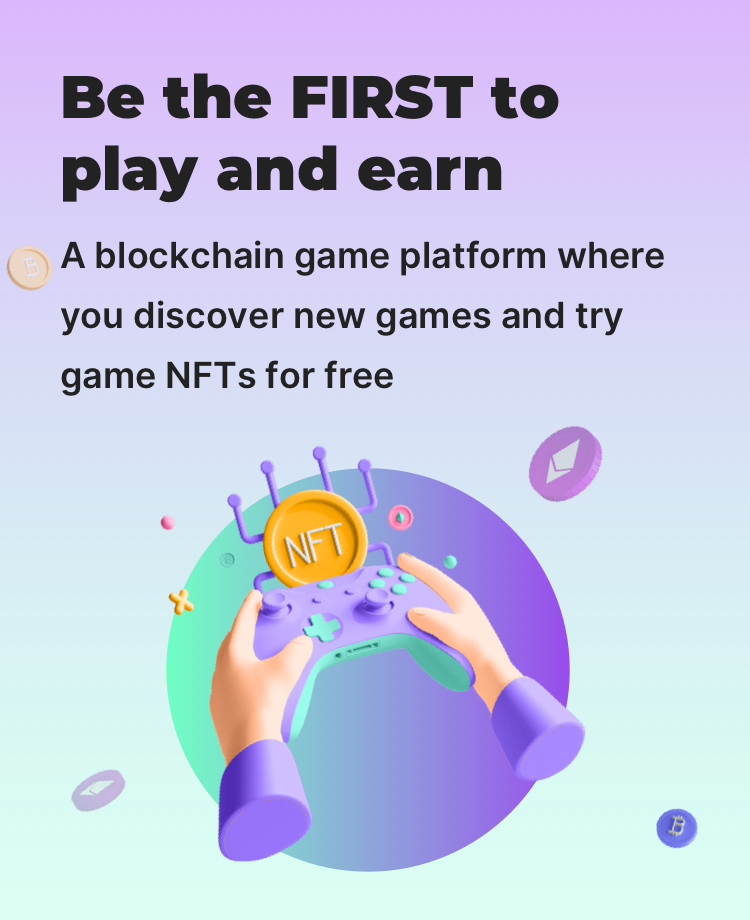 Be the FIRST to
play and earn
A blockchain game platform where
you discover new games and try
game NFTs for free
NFT